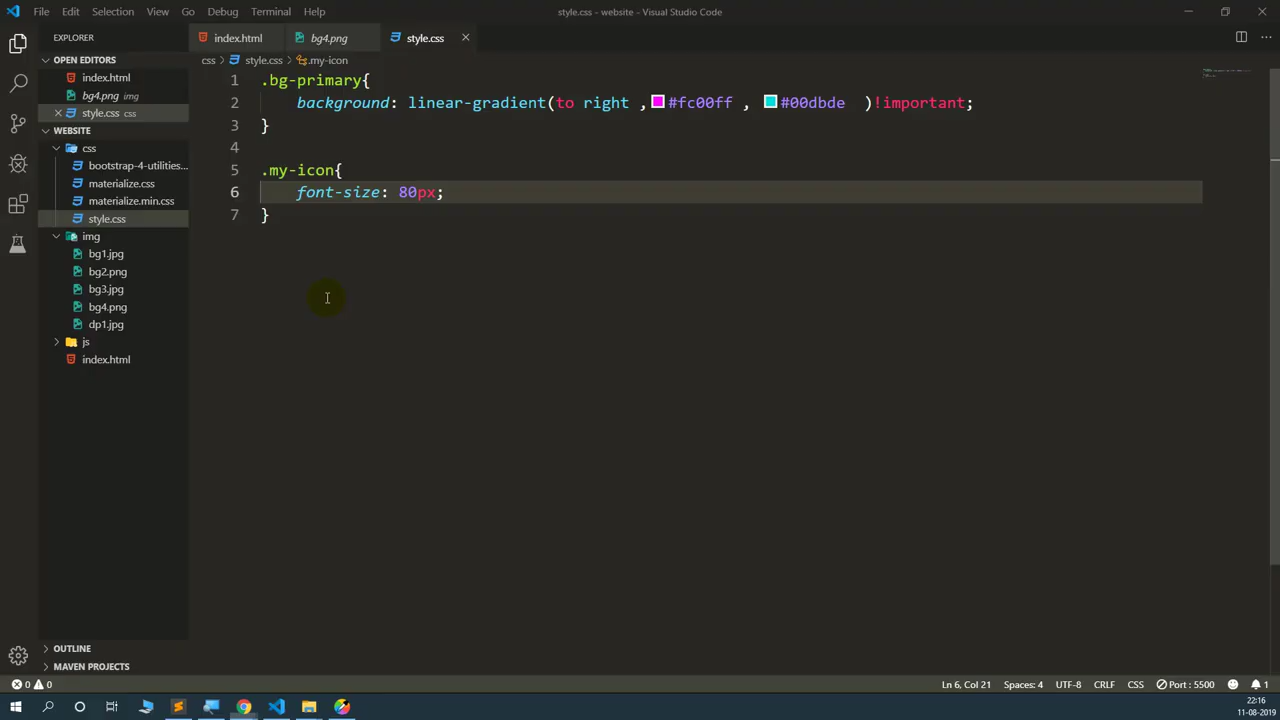 File Edit Selection View Go Debug Terminal Help
style.css - website - Visual Studio Code
EXPLORER
index.html
bg4.png
style.css
OPEN EDITORS
index.html
bg4.png img
style.css css
WEBSITE
css
bootstrap-4-utilities...
materialize.css
materialize.min.css
style.css
img
bg1.jpg
bg2.png
bg3.jpg
bg4.png
dp1.jpg
js
index.html
OUTLINE
MAVEN PROJECTS
css > style.css > .my-icon
1 .bg-primary{
2 background: linear-gradient(to right ,#fc00ff , #00dbde )!important;
3 }
4
5 .my-icon{
6 font-size: 80px;
7 }
0 0
Ln 6, Col 21 Spaces: 4 UTF-8 CRLF CSS Port : 5500 1
22:16
11-08-2019